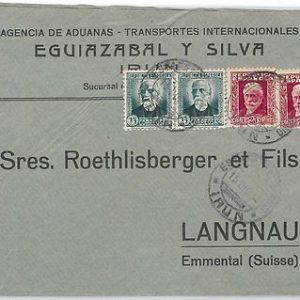 AGENCIA DE ADUANAS - TRANSPORTES INTERNACIONALES
EGUIAZABAL Y SILVA
IRUN
Sucursal
Sres. Roethlisberger et Fils
IRUN
LANGNAU
Emmental (Suisse)